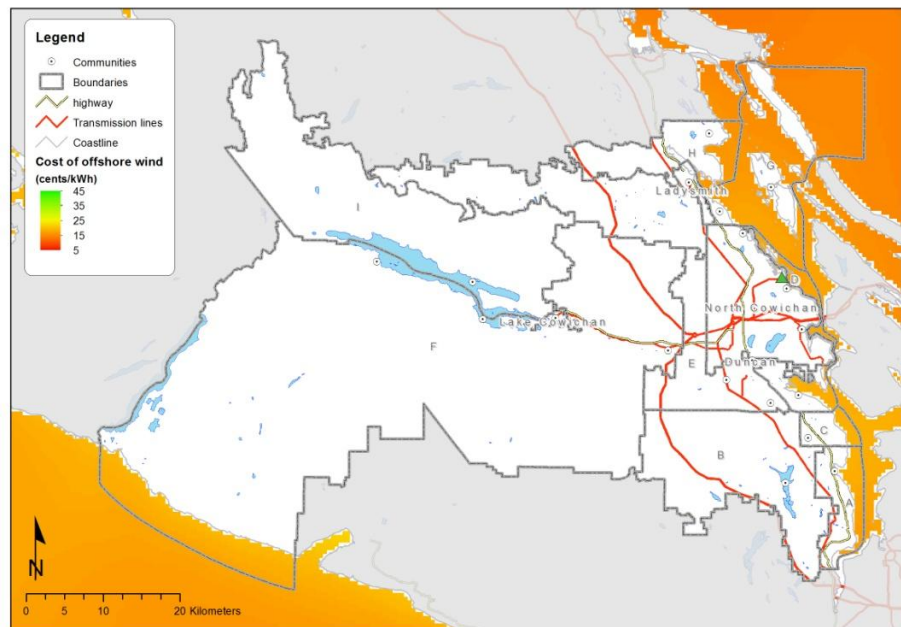 Legend
Communities
Boundaries
highway
Transmission lines
Coastline
Cost of offshore wind
(cents/kWh)
45
35
25
15
5
H
G
Ladysmith
I
D
North Cowichan
Lake Cowichan
F
Duncan
E
C
B
A
N
0 5 10 20 Kilometers